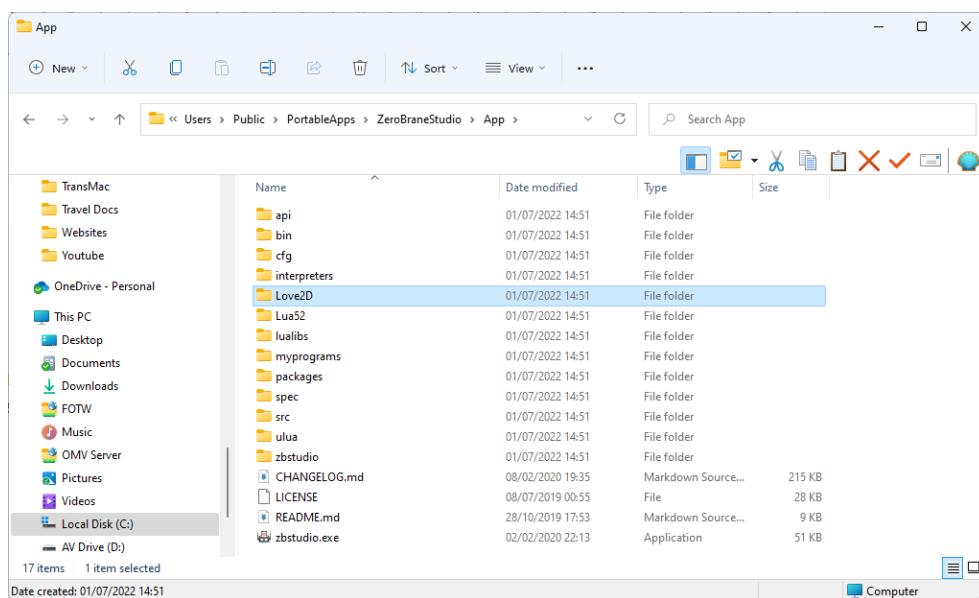 App
New
Sort
View
« Users > Public > PortableApps > ZeroBraneStudio > App >
Search App
TransMac
Travel Docs
Websites
Youtube
OneDrive - Personal
This PC
Desktop
Documents
Downloads
FOTW
Music
OMV Server
Pictures
Videos
Local Disk (C:)
AV Drive (D:)
Name Date modified Type Size
api 01/07/2022 14:51 File folder
bin 01/07/2022 14:51 File folder
cfg 01/07/2022 14:51 File folder
interpreters 01/07/2022 14:51 File folder
Love2D 01/07/2022 14:51 File folder
Lua52 01/07/2022 14:51 File folder
lualibs 01/07/2022 14:51 File folder
myprograms 01/07/2022 14:51 File folder
packages 01/07/2022 14:51 File folder
spec 01/07/2022 14:51 File folder
src 01/07/2022 14:51 File folder
ulua 01/07/2022 14:51 File folder
zbstudio 01/07/2022 14:51 File folder
CHANGELOG.md 08/02/2020 19:35 Markdown Source... 215 KB
LICENSE 08/07/2019 00:55 File 28 KB
README.md 28/10/2019 17:53 Markdown Source... 9 KB
zbstudio.exe 02/02/2020 22:13 Application 51 KB
17 items 1 item selected
Date created: 01/07/2022 14:51 Computer